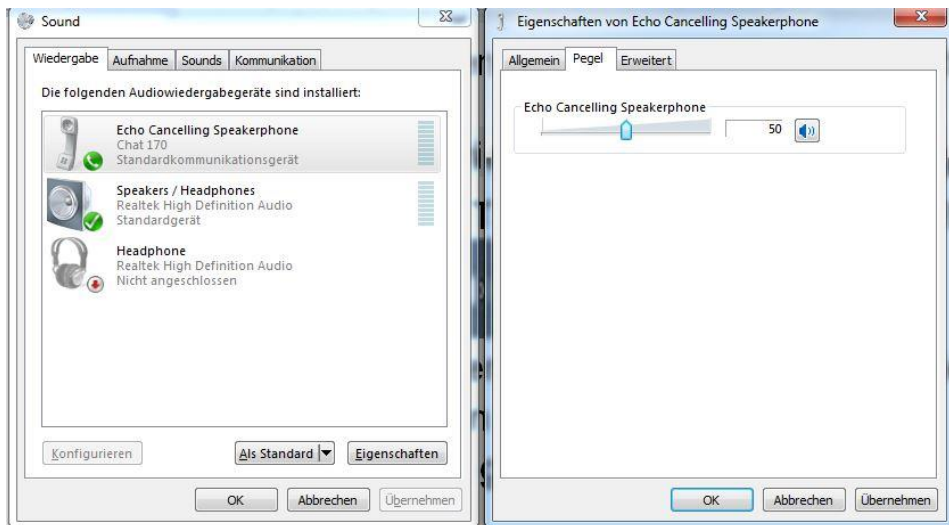 Sound
Wiedergabe Aufnahme Sounds Kommunikation
Die folgenden Audiowiedergabegeräte sind installiert:
Echo Cancelling Speakerphone
Chat 170
Standardkommunikationsgerät
Speakers / Headphones
Realtek High Definition Audio
Standardgerät
Headphone
Realtek High Definition Audio
Nicht angeschlossen
Konfigurieren Als Standard Eigenschaften
OK Abbrechen Übernehmen
Eigenschaften von Echo Cancelling Speakerphone
Allgemein Pegel Erweitert
Echo Cancelling Speakerphone
50
OK Abbrechen Übernehmen